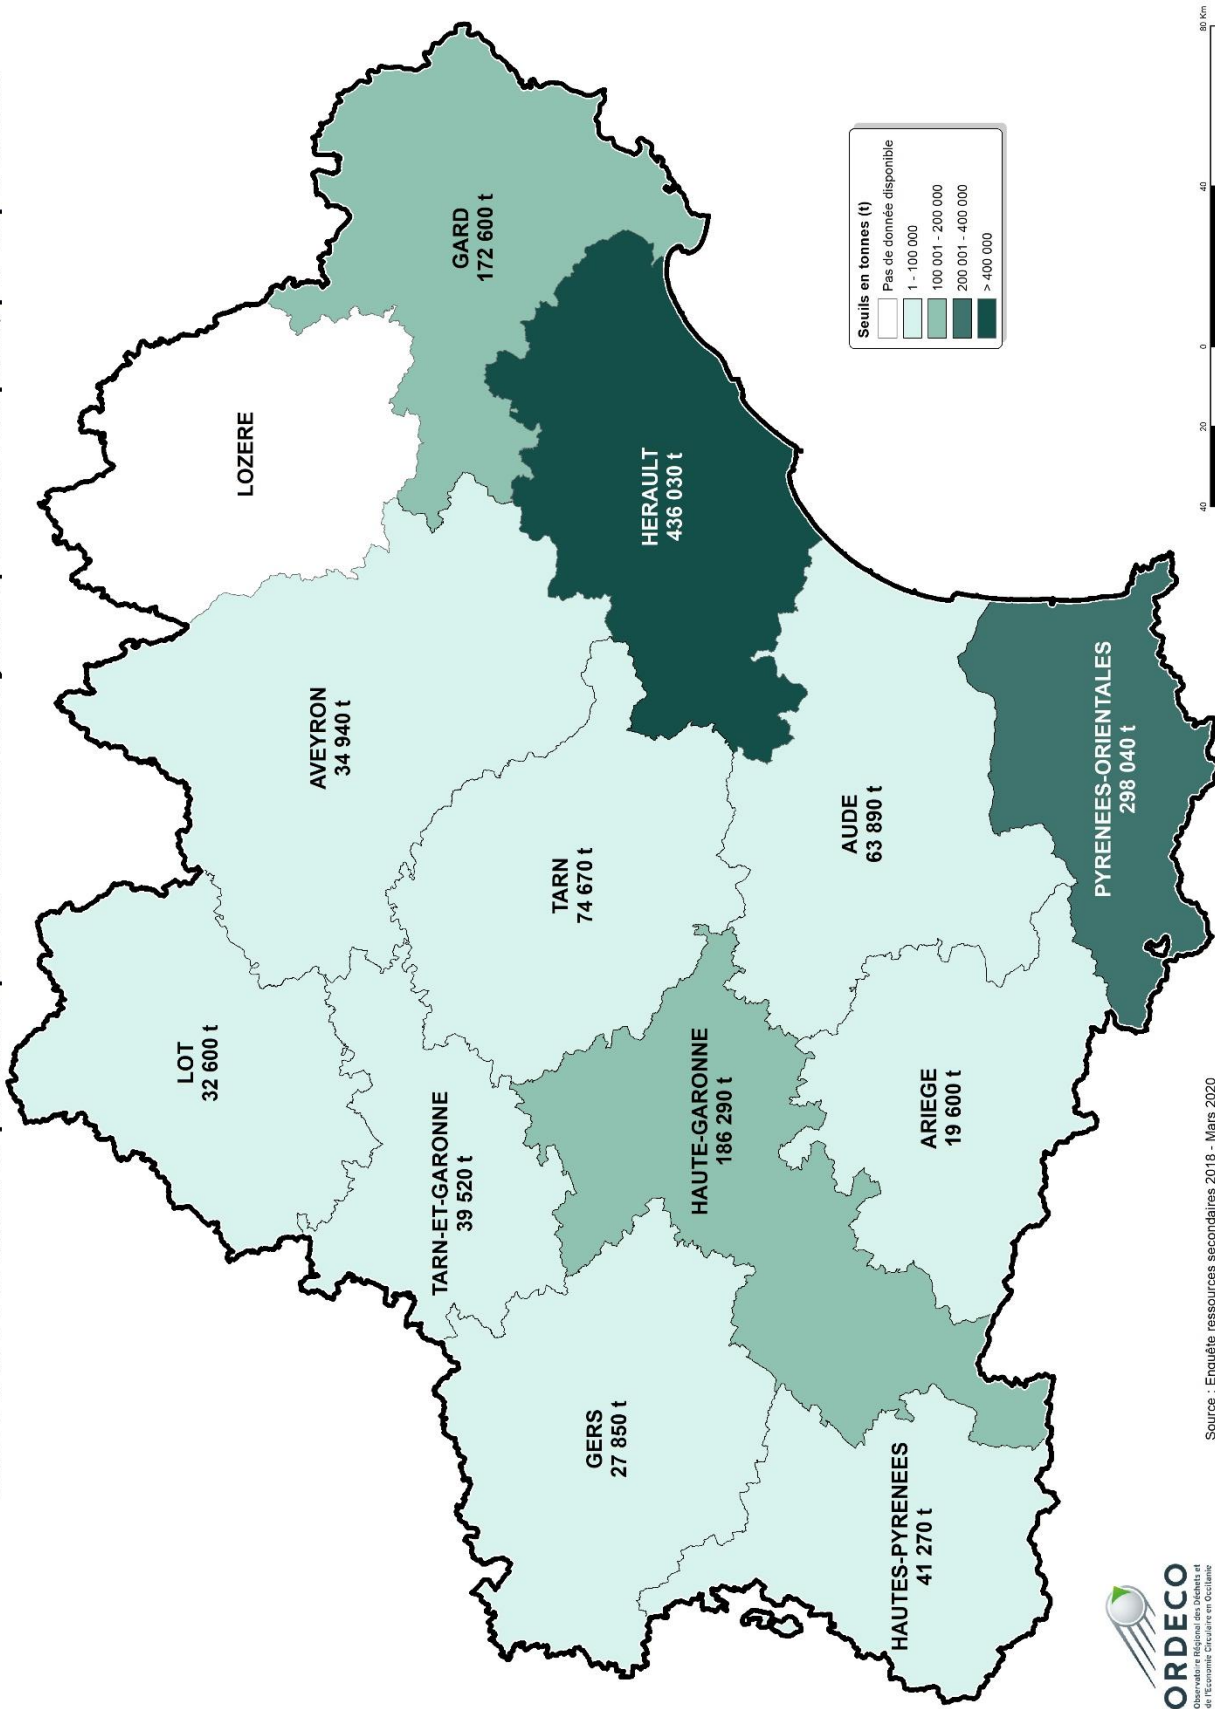 LOZERE
GARD
172 600 t
LOT
32 600 t
AVEYRON
34 940 t
TARN-ET-GARONNE
39 520 t
TARN
74 670 t
HERAULT
436 030 t
GERS
27 850 t
HAUTE-GARONNE
186 290 t
AUDE
63 890 t
HAUTES-PYRENEES
41 270 t
ARIEGE
19 600 t
PYRENEES-ORIENTALES
298 040 t
Seuils en tonnes (t)
Pas de donnée disponible
1 - 100 000
100 001 - 200 000
200 001 - 400 000
> 400 000
ORDECO
Observatoire Régional des Déchets et
de l'Economie Circulaire en Occitanie
Source : Enquête ressources secondaires 2018 - Mars 2020
40 20 0 40 80 Km